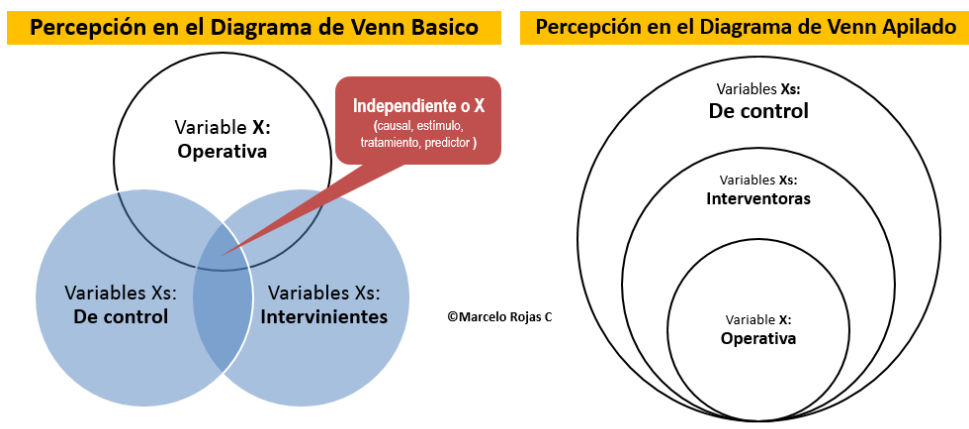 Percepción en el Diagrama de Venn Basico
Variable X:
Operativa
Independiente o X
(causal, estímulo,
tratamiento, predictor )
Variables Xs:
De control
Variables Xs:
Intervinientes
©Marcelo Rojas C
Percepción en el Diagrama de Venn Apilado
Variables Xs:
De control
Variables Xs:
Interventoras
Variable X:
Operativa